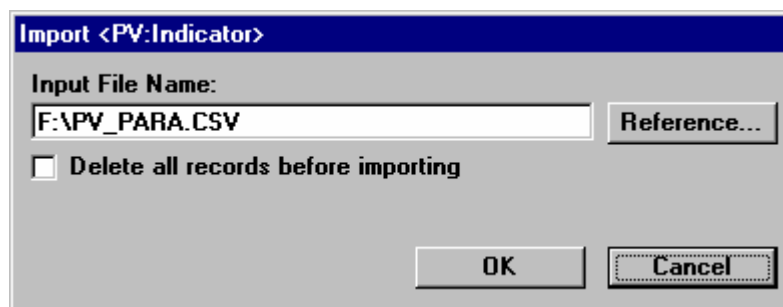 Import <PV:Indicator>
Input File Name:
F:\PV_PARA.CSV
Reference...
Delete all records before importing
OK
Cancel